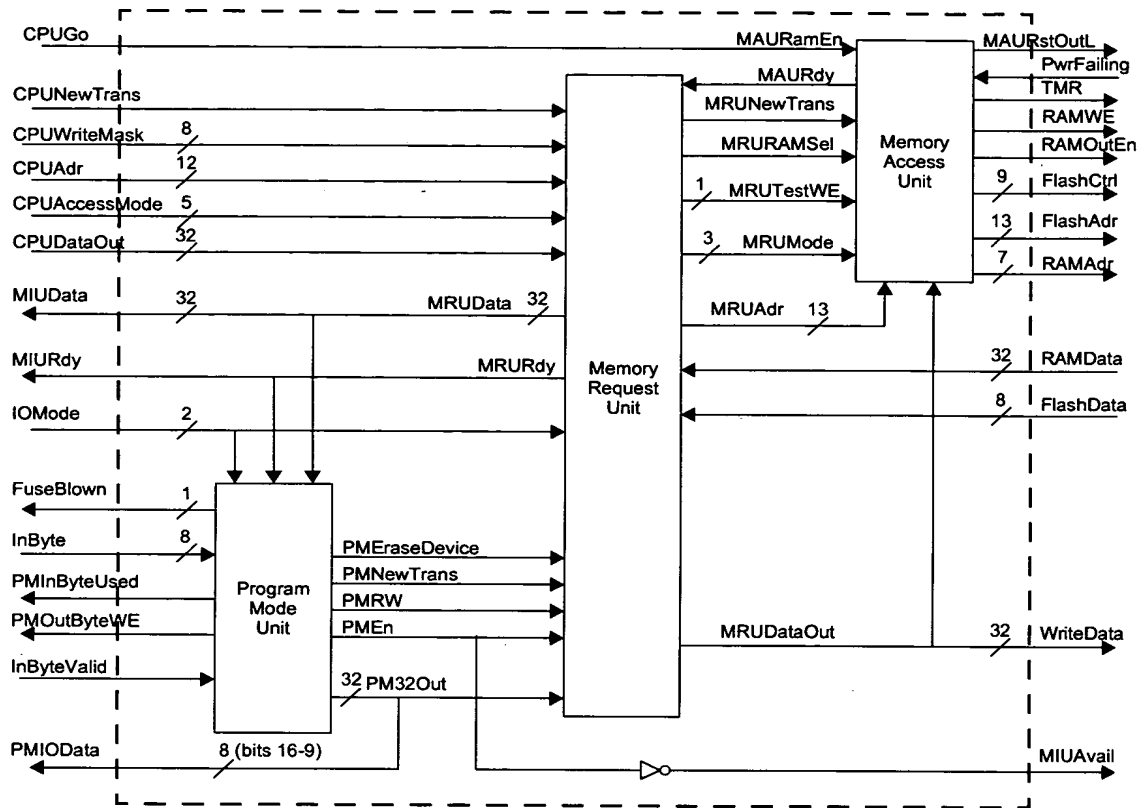 CPUGo
MAURamEn
MAURstOutL
MAURdy
PwrFailing
CPUNewTrans
MRUNewTrans
TMR
CPUWriteMask
8
MRURAMSel
RAMWE
Memory
Access
Unit
RAMOutEn
CPUAdr
12
1
MRUTestWE
9
FlashCtrl
CPUAccessMode
5
13
FlashAdr
CPUDataOut
32
3
MRUMode
7
RAMAdr
MIUData
32
MRUData
32
MRUAdr
13
MIURdy
MRURdy
Memory
Request
Unit
32
RAMData
IOMode
2
8
FlashData
FuseBlown
1
InByte
8
PMEraseDevice
PMInByteUsed
Program
Mode
Unit
PMNewTrans
PMRW
PMOutByteWE
PMEn
MRUDataOut
32
WriteData
InByteValid
32
PM32Out
PMIOData
8 (bits 16-9)
MIUAvail